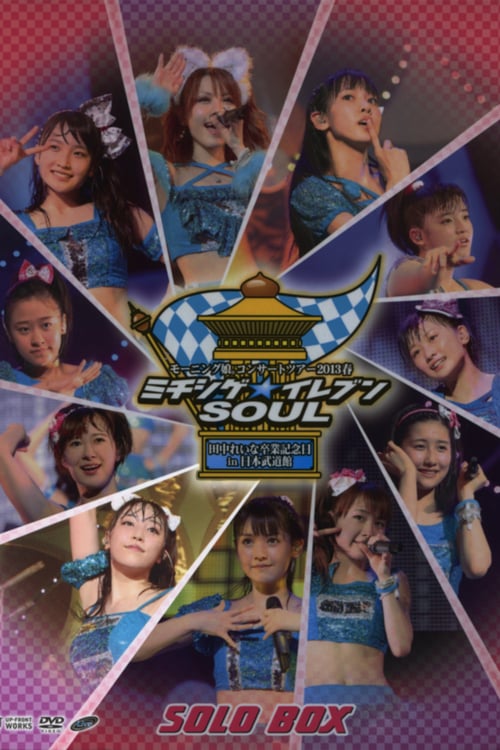 モーニング娘。コンサートツアー2013春
ミチシゲ★イレブン
SOUL
田中れいな卒業記念日
in 日本武道館
UP-FRONT
WORKS
DVD
VIDEO
SOLO BOX